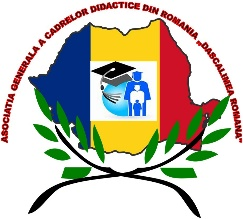 ASOCIATIA GENERALA A CADRELOR DIDACTICE DIN ROMANIA „DASCALIMEA ROMANA"